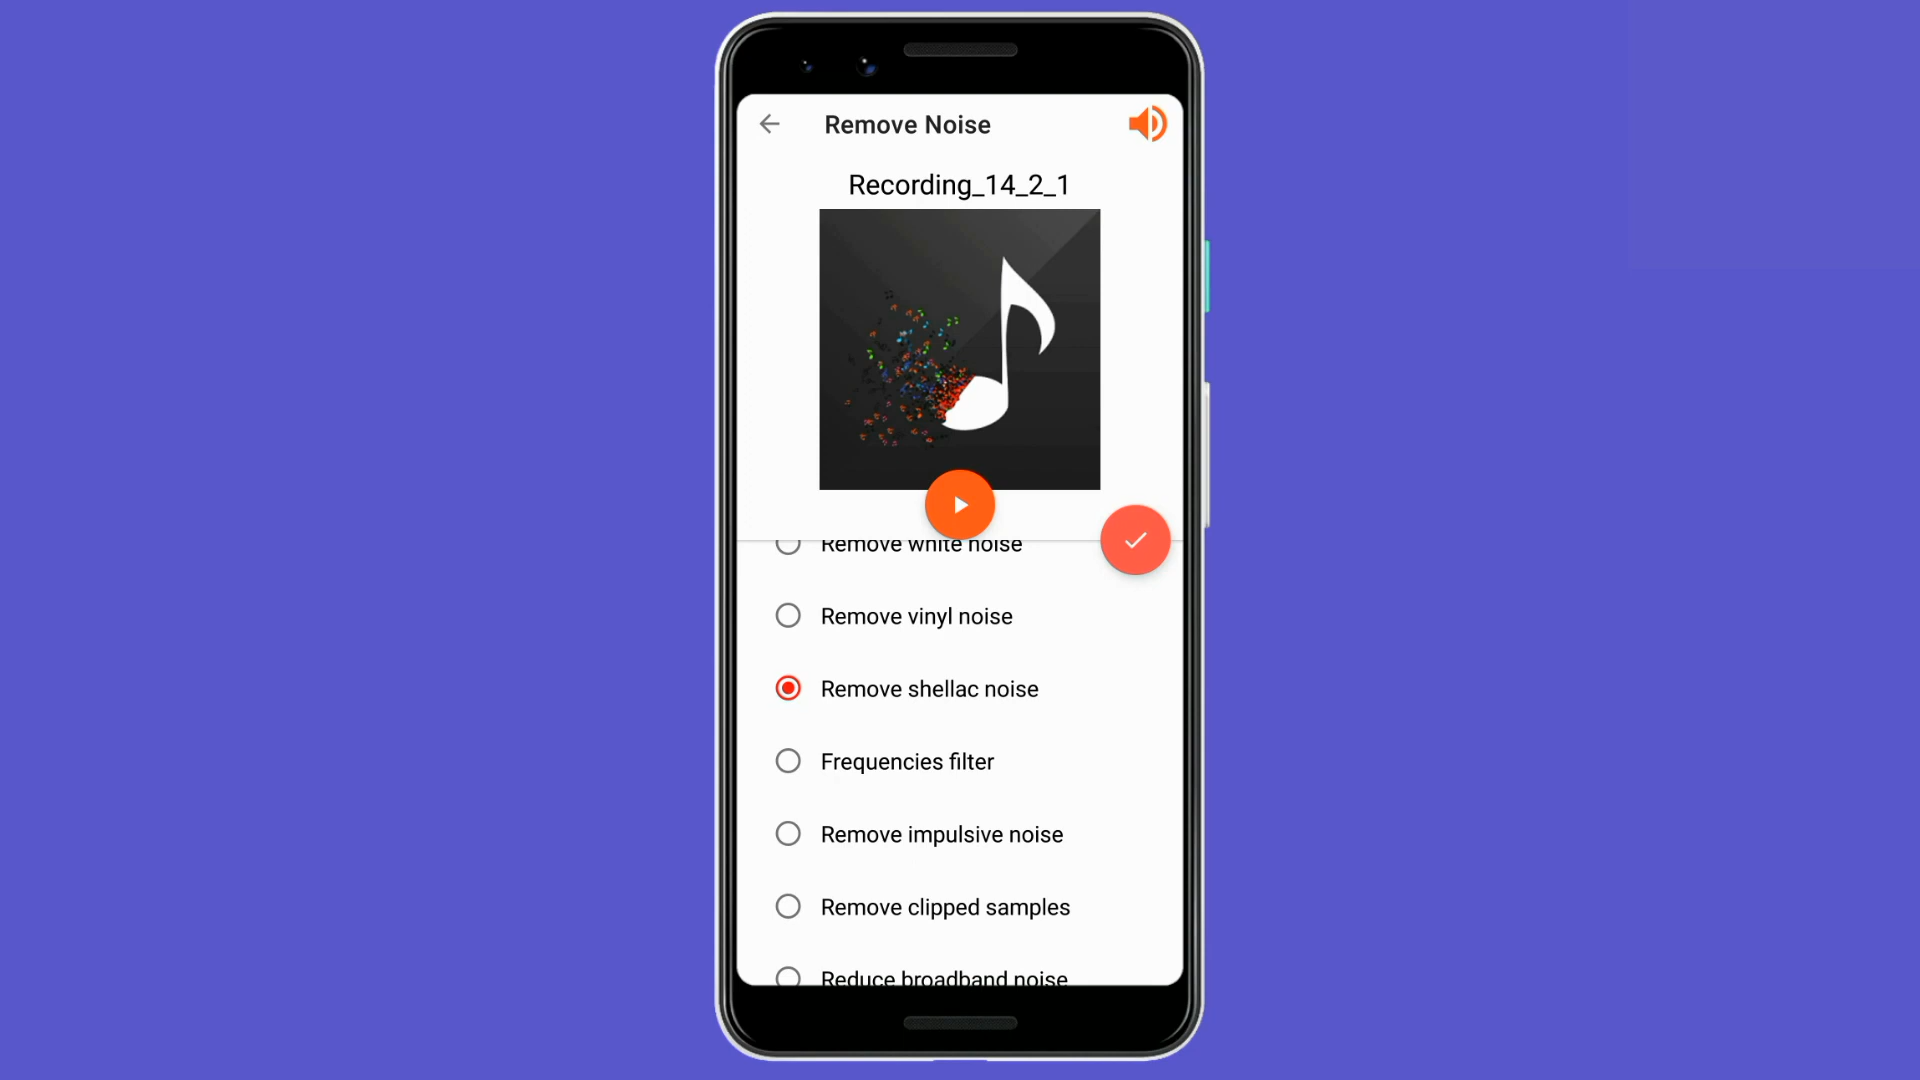 Remove Noise
Recording_14_2_1
Remove white noise
Remove vinyl noise
Remove shellac noise
Frequencies filter
Remove impulsive noise
Remove clipped samples
Reduce broadband noise